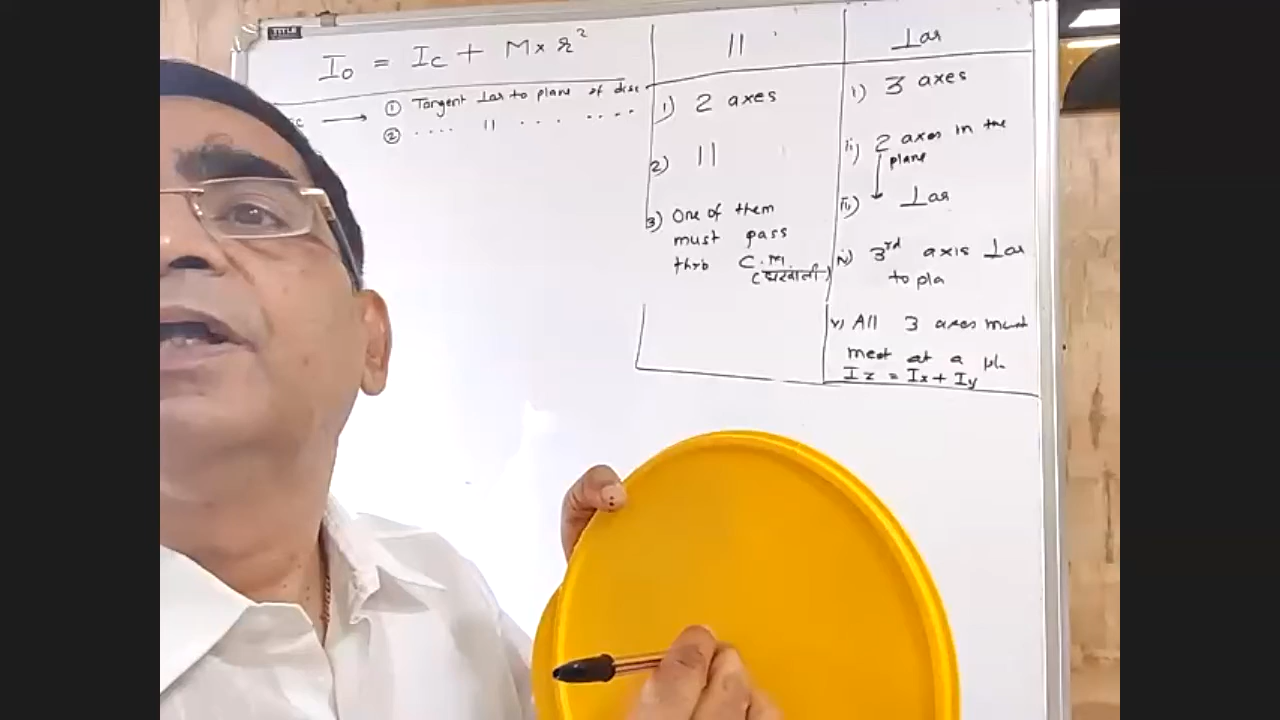 TITLE
I₀ = I_C + M × r²
① Tangent ⊥ar to plane of disc
② .... || .... ....
||
1) 2 axes
2) ||
3) One of them
must pass
thro C.M.
(घरवाली)
⊥ar
i) 3 axes
ii) 2 axes in the
plane
iii) ⊥ar
iv) 3rd axis ⊥ar
to pla
v) All 3 axes must
meet at a
Iz = Ix + Iy